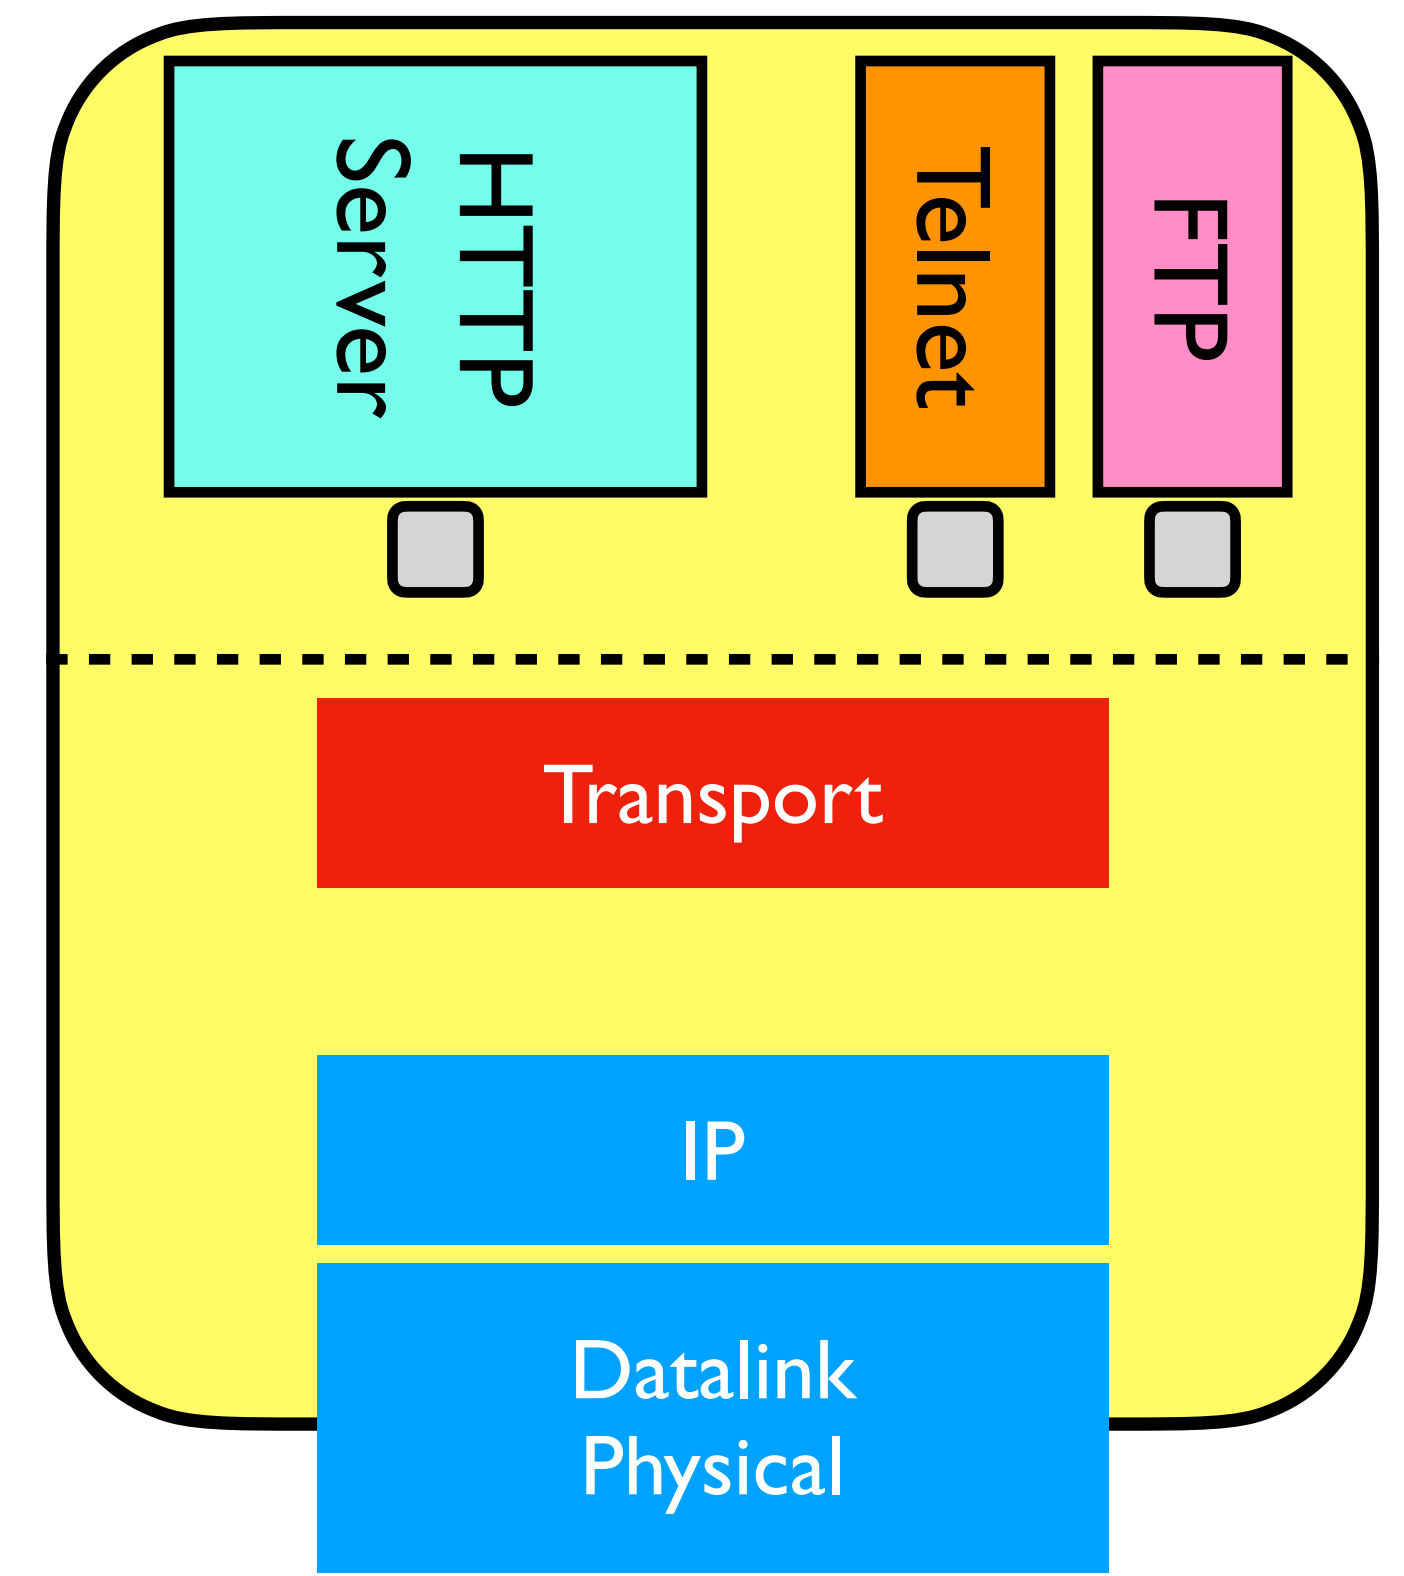 HTTP
Server
Telnet
FTP
Transport
IP
Datalink
Physical